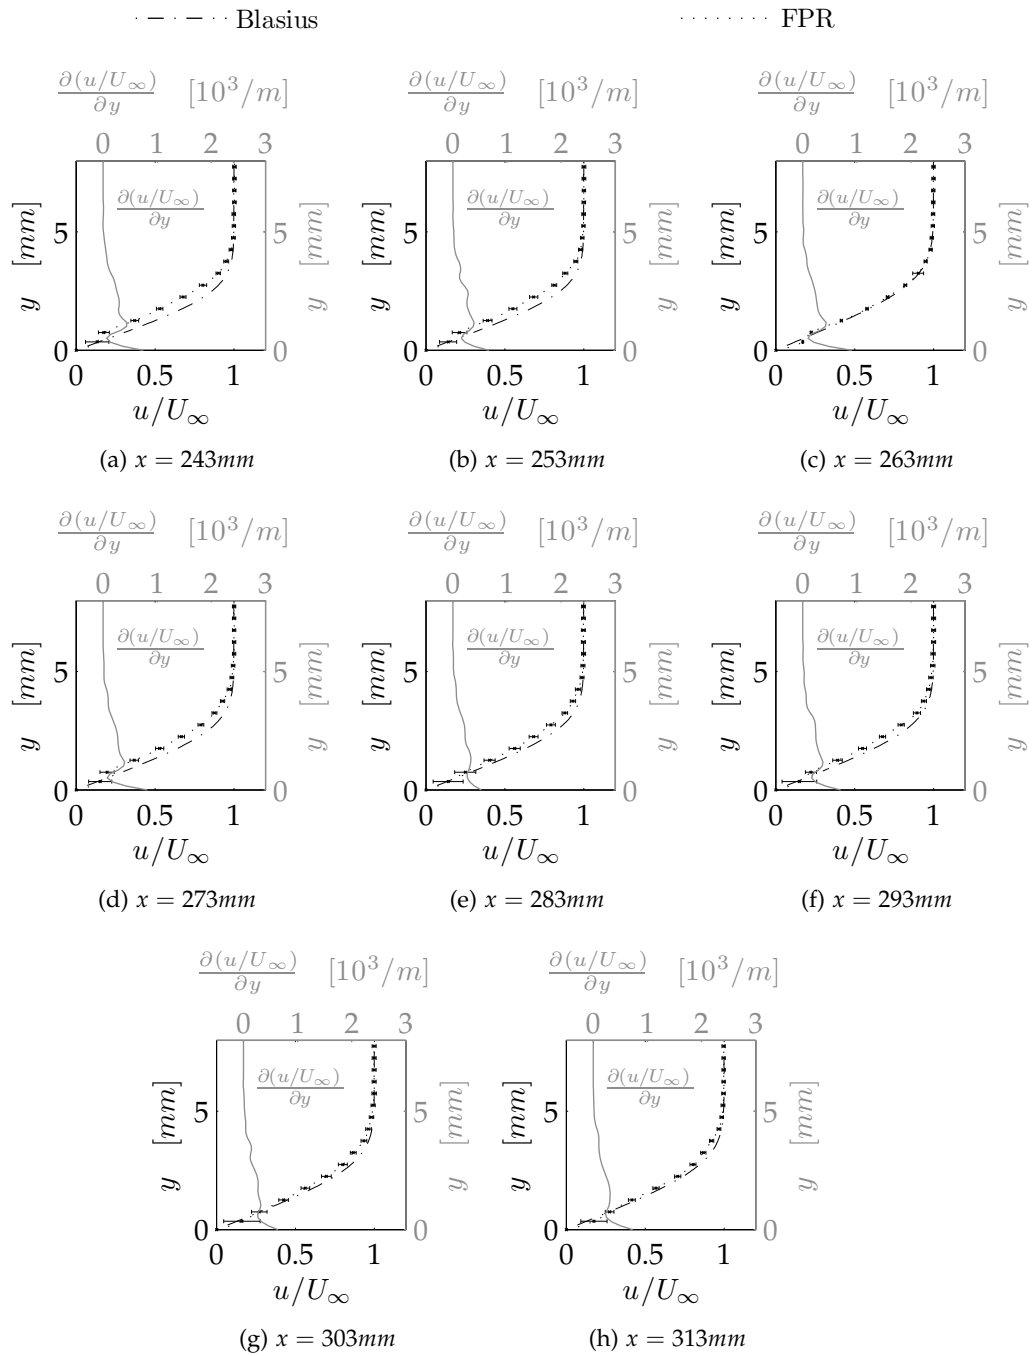 Blasius FPR
∂(u/U∞)/∂y [10³/m] ∂(u/U∞)/∂y [10³/m] ∂(u/U∞)/∂y [10³/m]
0 1 2 3 0 1 2 3 0 1 2 3
∂(u/U∞)/∂y ∂(u/U∞)/∂y ∂(u/U∞)/∂y
y [mm] y [mm] y [mm] y [mm] y [mm] y [mm]
5 5 5 5 5 5
0 0 0 0 0 0
0 0.5 1 0 0.5 1 0 0.5 1
u/U∞ u/U∞ u/U∞
(a) x = 243mm (b) x = 253mm (c) x = 263mm
∂(u/U∞)/∂y [10³/m] ∂(u/U∞)/∂y [10³/m] ∂(u/U∞)/∂y [10³/m]
0 1 2 3 0 1 2 3 0 1 2 3
∂(u/U∞)/∂y ∂(u/U∞)/∂y ∂(u/U∞)/∂y
y [mm] y [mm] y [mm] y [mm] y [mm] y [mm]
5 5 5 5 5 5
0 0 0 0 0 0
0 0.5 1 0 0.5 1 0 0.5 1
u/U∞ u/U∞ u/U∞
(d) x = 273mm (e) x = 283mm (f) x = 293mm
∂(u/U∞)/∂y [10³/m] ∂(u/U∞)/∂y [10³/m]
0 1 2 3 0 1 2 3
∂(u/U∞)/∂y ∂(u/U∞)/∂y
y [mm] y [mm] y [mm] y [mm]
5 5 5 5
0 0 0 0
0 0.5 1 0 0.5 1
u/U∞ u/U∞
(g) x = 303mm (h) x = 313mm